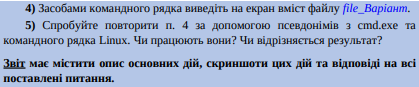 4) Засобами командного рядка виведіть на екран вміст файлу file_Варіант.
5) Спробуйте повторити п. 4 за допомогою псевдонімів з cmd.exe та
командного рядка Linux. Чи працюють вони? Чи відрізняється результат?
Звіт має містити опис основних дій, скриншоти цих дій та відповіді на всі
поставлені питання.